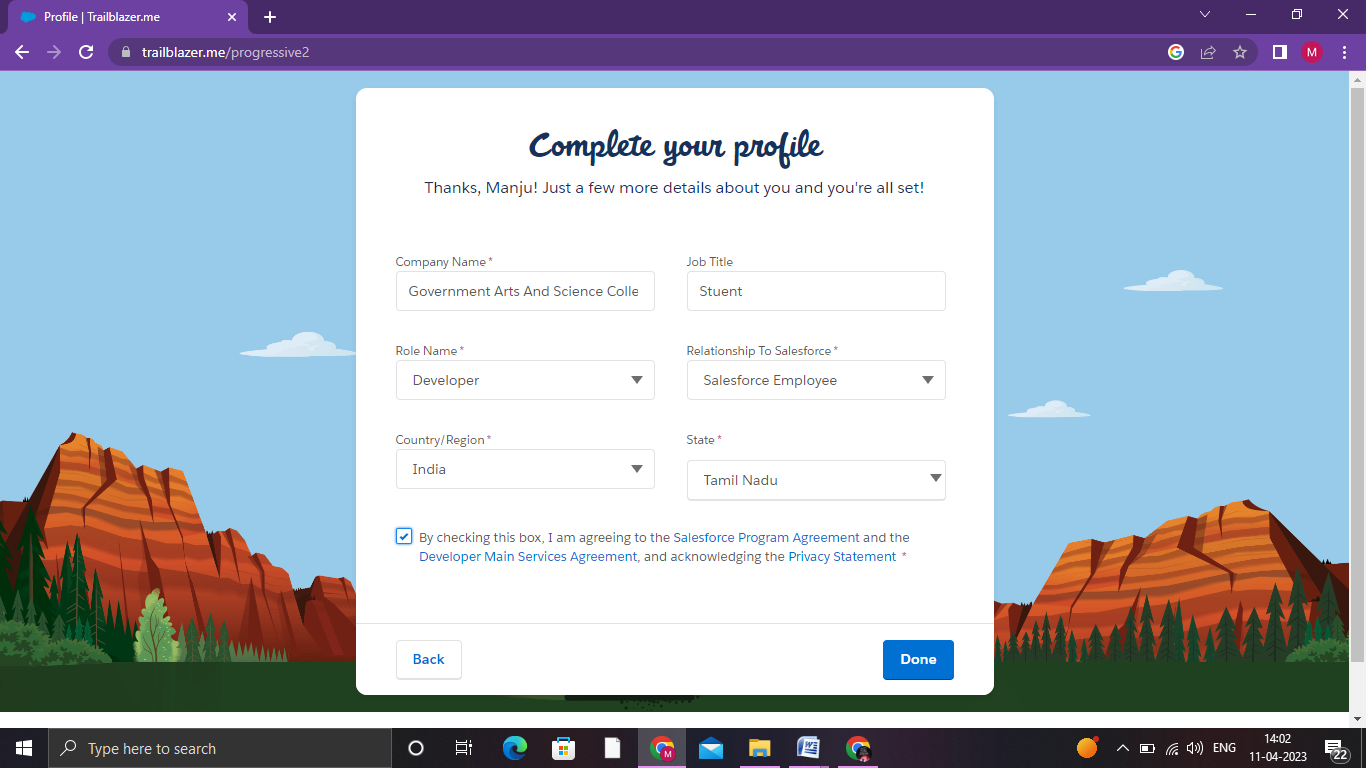 Profile | Trailblazer.me
trailblazer.me/progressive2
M
Complete your profile
Thanks, Manju! Just a few more details about you and you're all set!
Company Name *
Job Title
Government Arts And Science Colle
Stuent
Role Name *
Relationship To Salesforce *
Developer
Salesforce Employee
Country/Region *
State *
India
Tamil Nadu
By checking this box, I am agreeing to the Salesforce Program Agreement and the
Developer Main Services Agreement, and acknowledging the Privacy Statement *
Back
Done
Type here to search
M
W
ENG
14:02
11-04-2023
22